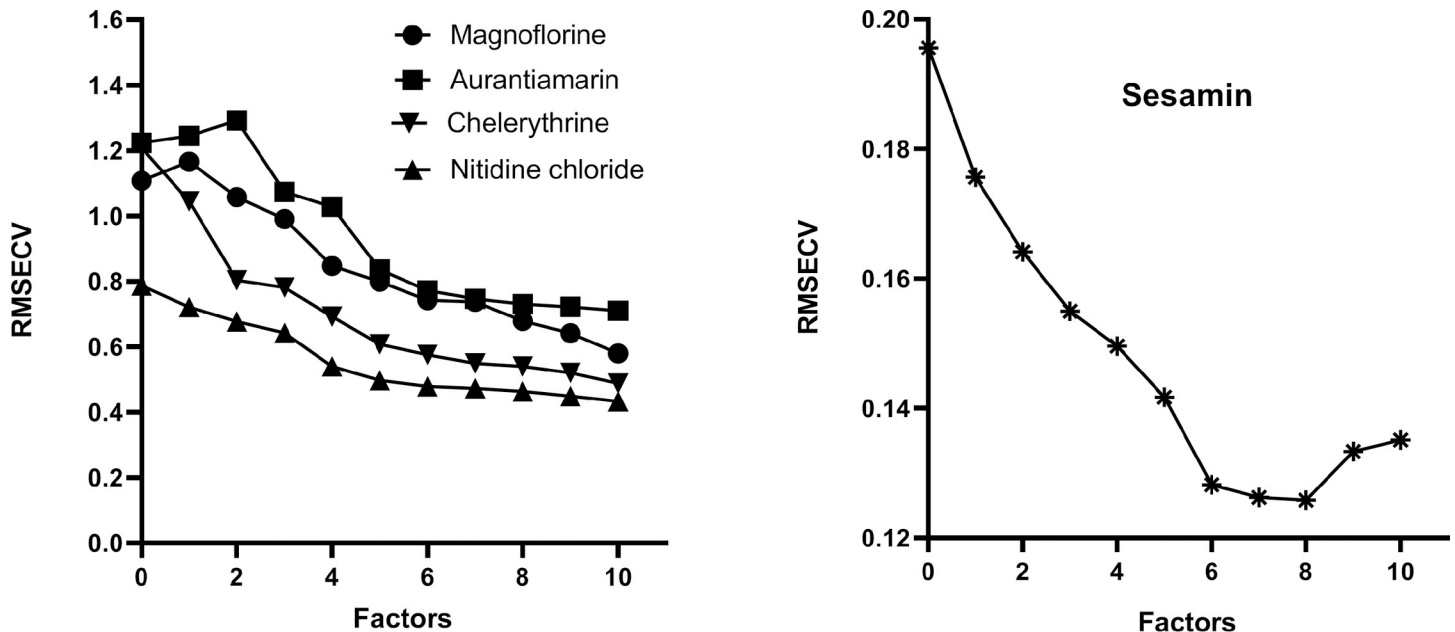 1.6
1.4
1.2
1.0
0.8
0.6
0.4
0.2
0.0
RMSECV
0 2 4 6 8 10
Factors
Magnoflorine
Aurantiamarin
Chelerythrine
Nitidine chloride
0.20
0.18
0.16
0.14
0.12
RMSECV
0 2 4 6 8 10
Factors
Sesamin